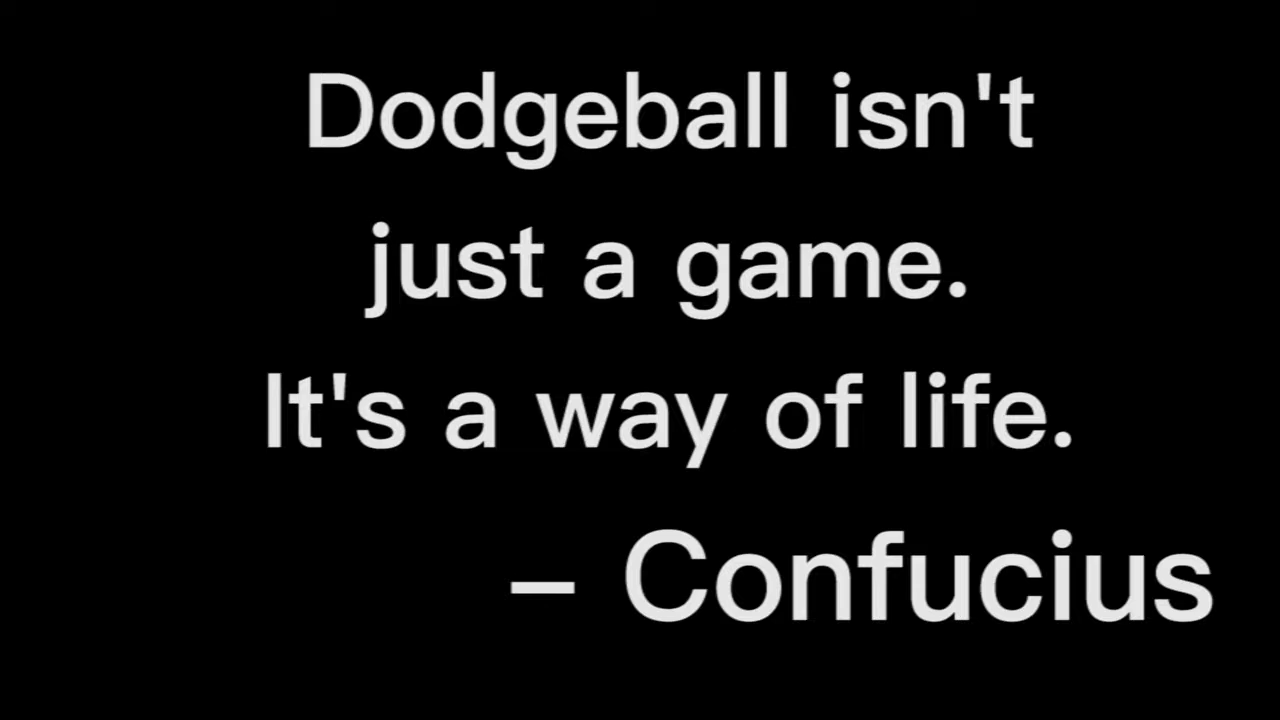 Dodgeball isn't
just a game.
It's a way of life.
– Confucius